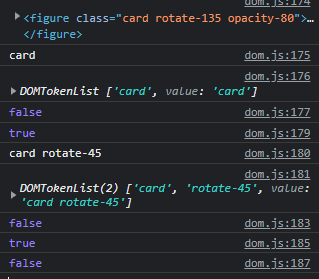 dom.js:174
▶<figure class="card rotate-135 opacity-80">…
</figure>
card dom.js:175
dom.js:176
▶ DOMTokenList ['card', value: 'card']
false dom.js:177
true dom.js:179
card rotate-45 dom.js:180
dom.js:181
▶ DOMTokenList(2) ['card', 'rotate-45', value:
'card rotate-45']
false dom.js:183
true dom.js:185
false dom.js:187